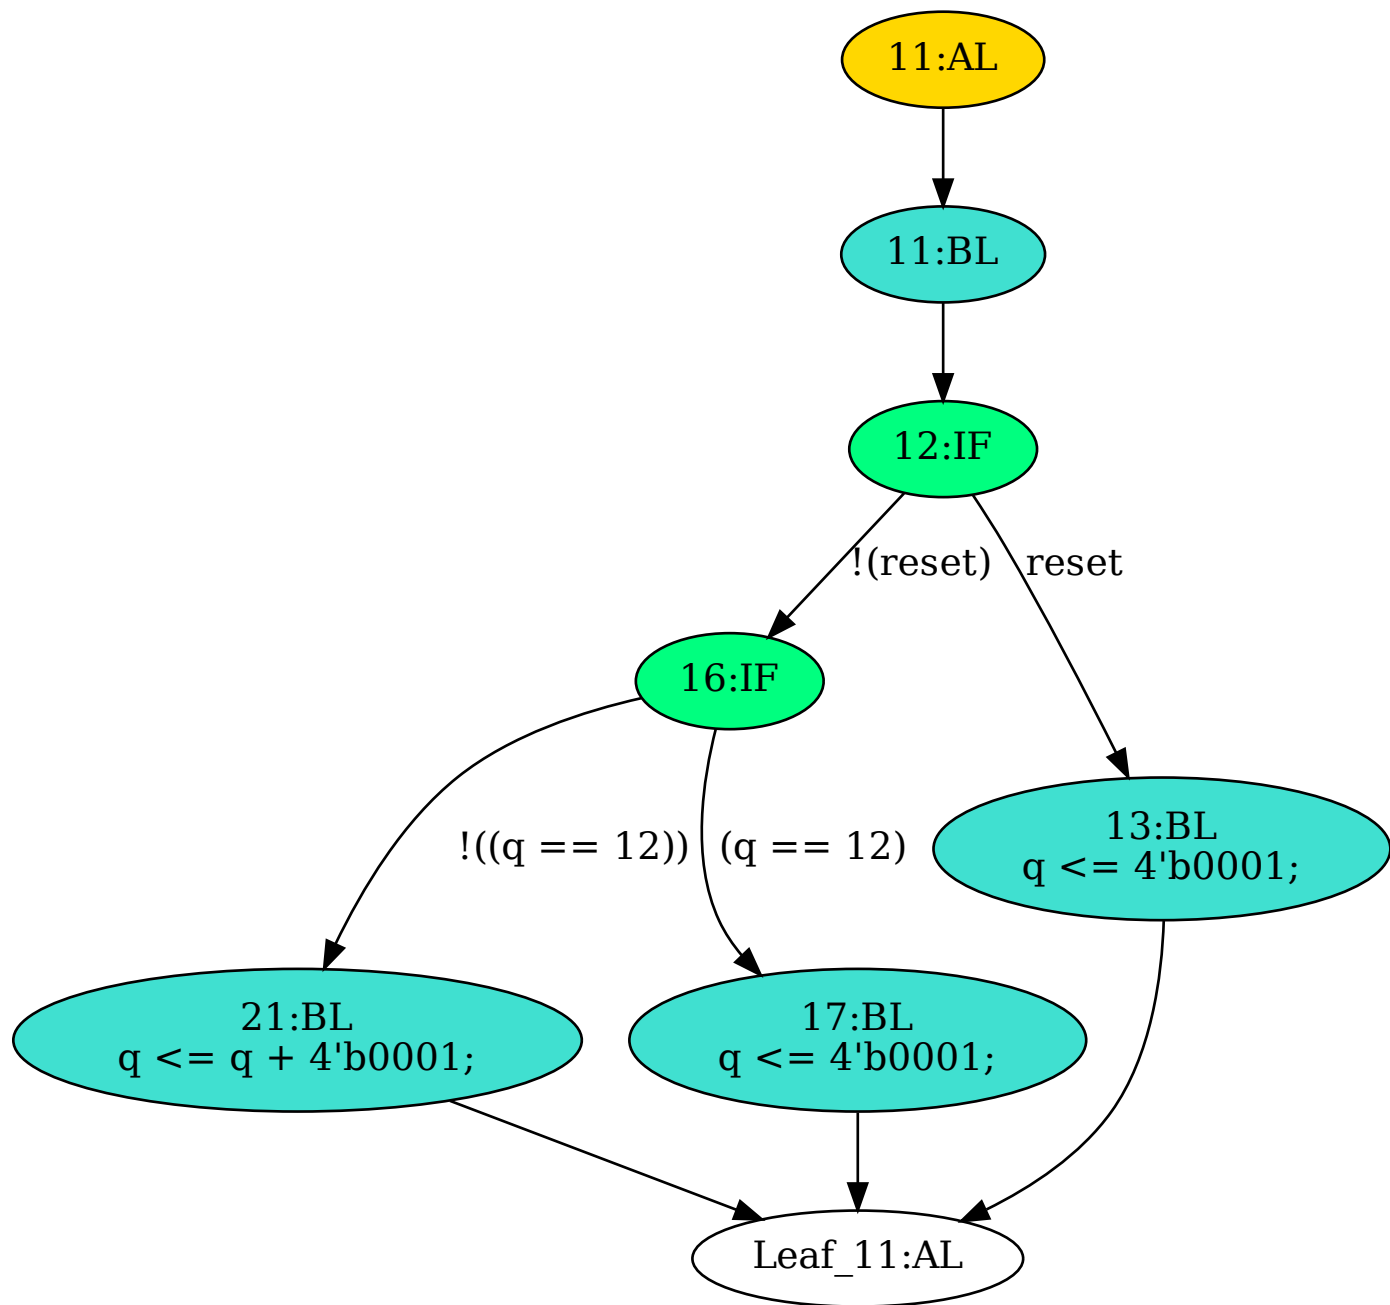 11:AL
11:BL
12:IF
!(reset)
reset
16:IF
!((q == 12))
(q == 12)
13:BL
q <= 4'b0001;
21:BL
q <= q + 4'b0001;
17:BL
q <= 4'b0001;
Leaf_11:AL